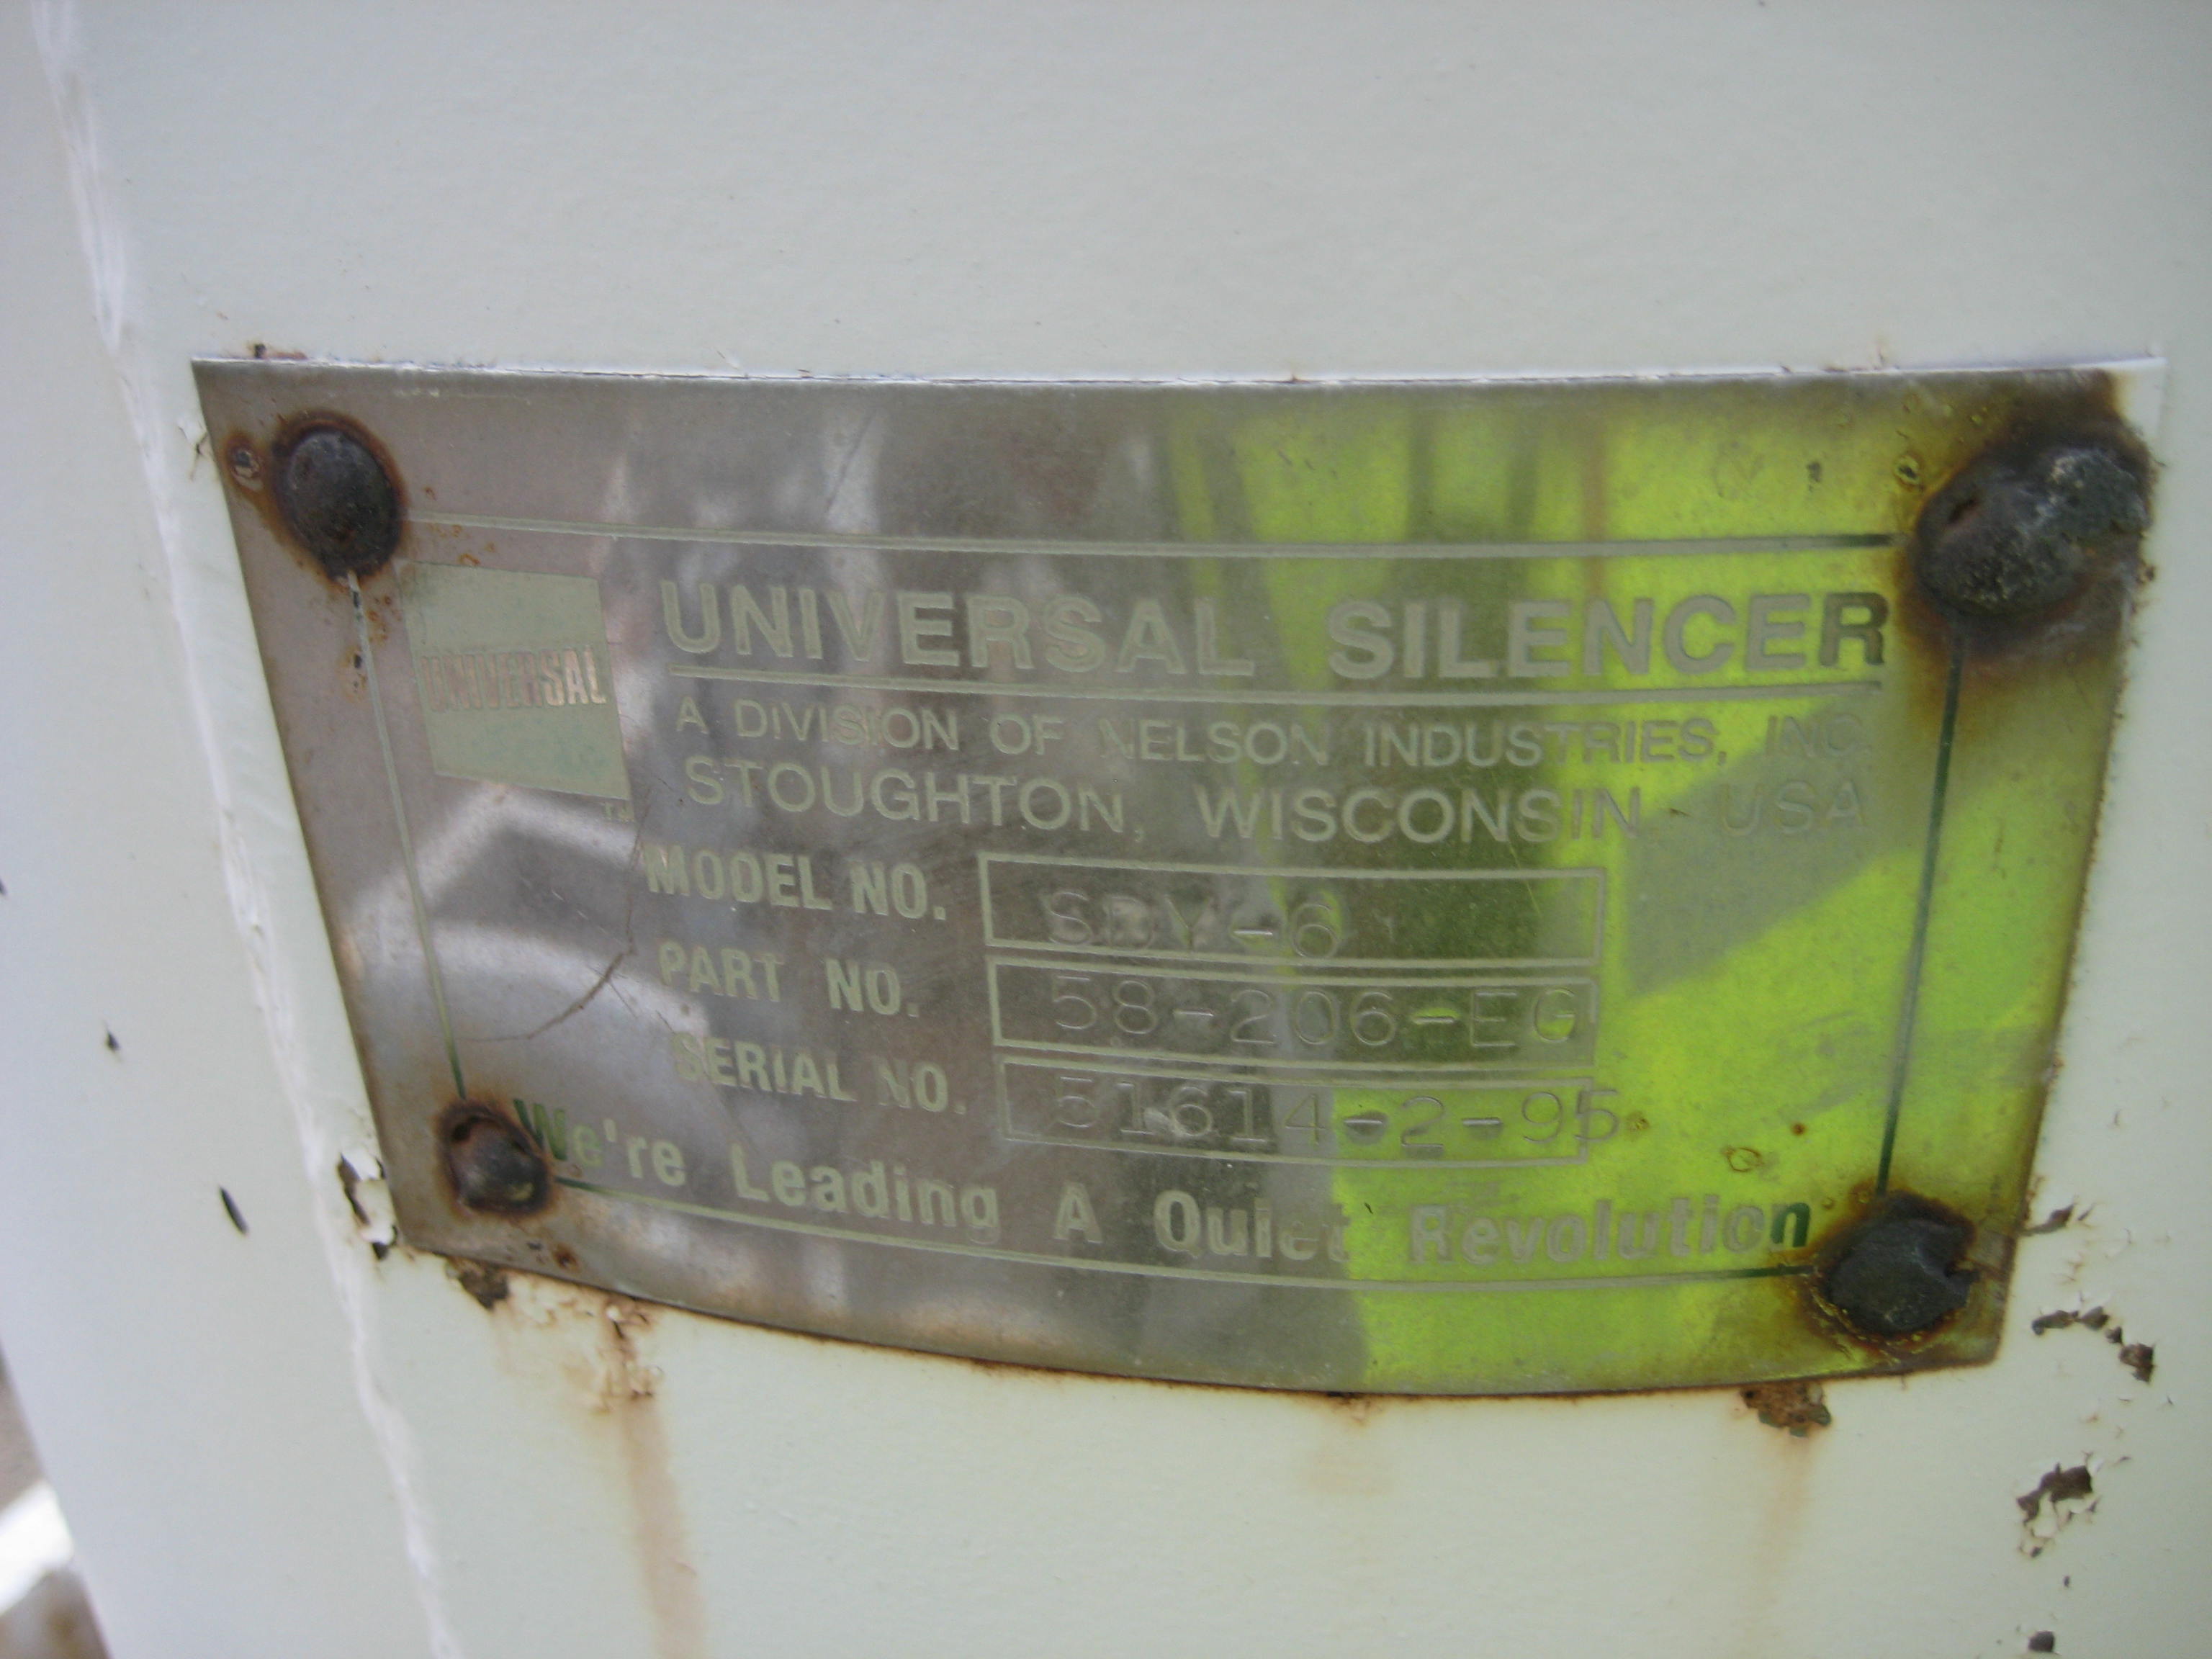 UNIVERSAL
TM
UNIVERSAL SILENCER
A DIVISION OF NELSON INDUSTRIES, INC.
STOUGHTON, WISCONSIN USA
MODEL NO. SDY-6
PART NO. 58-206-EG
SERIAL NO. 51614-2-95
We're Leading A Quiet Revolution